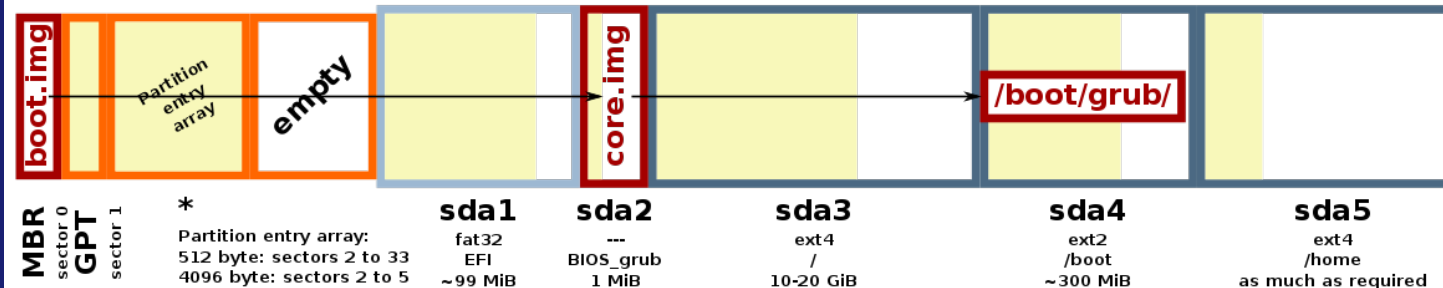 boot.img
Partition
entry
array
empty
core.img
/boot/grub/
MBR
sector 0
GPT
sector 1
*
Partition entry array:
512 byte: sectors 2 to 33
4096 byte: sectors 2 to 5
sda1
fat32
EFI
~99 MiB
sda2
---
BIOS_grub
1 MiB
sda3
ext4
/
10-20 GiB
sda4
ext2
/boot
~300 MiB
sda5
ext4
/home
as much as required